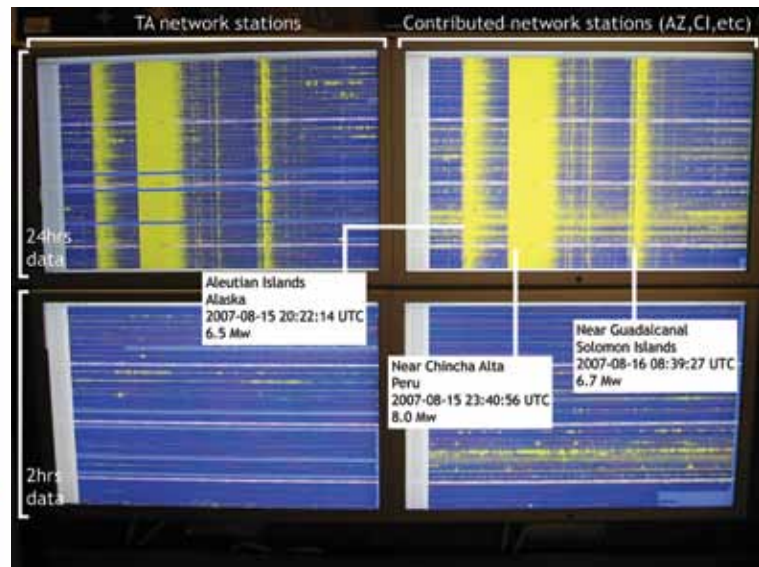 TA network stations
Contributed network stations (AZ,CI,etc)
24hrs
data
Aleutian Islands
Alaska
2007-08-15 20:22:14 UTC
6.5 Mw
Near Chincha Alta
Peru
2007-08-15 23:40:56 UTC
8.0 Mw
Near Guadalcanal
Solomon Islands
2007-08-16 08:39:27 UTC
6.7 Mw
2hrs
data